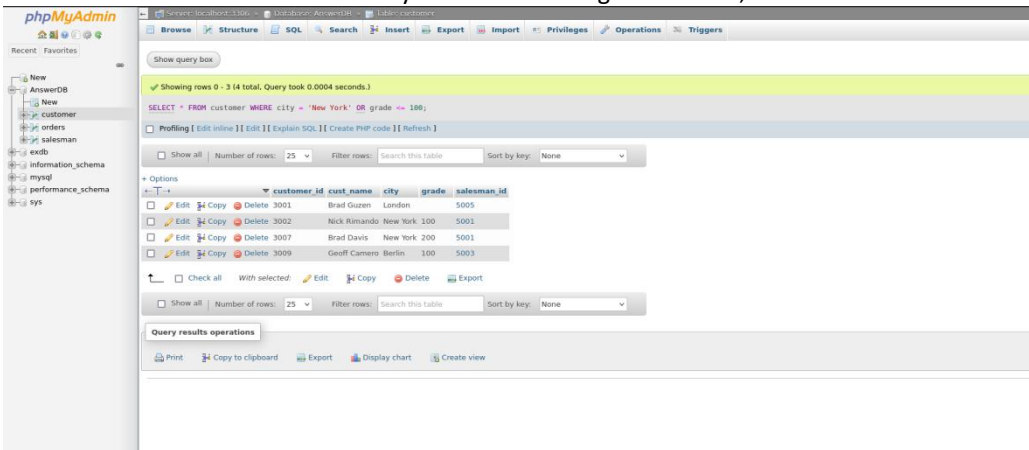 phpMyAdmin
Recent Favorites
New
AnswerDB
New
customer
orders
salesman
exdb
information_schema
mysql
performance_schema
sys
Server: localhost:3306 » Database: AnswerDB » Table: customer
Browse Structure SQL Search Insert Export Import Privileges Operations Triggers
Show query box
Showing rows 0 - 3 (4 total, Query took 0.0004 seconds.)
SELECT * FROM customer WHERE city = 'New York' OR grade <= 100;
Profiling [ Edit inline ] [ Edit ] [ Explain SQL ] [ Create PHP code ] [ Refresh ]
Show all | Number of rows: 25 Filter rows: Search this table Sort by key: None
+ Options
←T→ ▼ customer_id cust_name city grade salesman_id
Edit Copy Delete 3001 Brad Guzen London 5005
Edit Copy Delete 3002 Nick Rimando New York 100 5001
Edit Copy Delete 3007 Brad Davis New York 200 5001
Edit Copy Delete 3009 Geoff Camero Berlin 100 5003
Check all With selected: Edit Copy Delete Export
Show all | Number of rows: 25 Filter rows: Search this table Sort by key: None
Query results operations
Print Copy to clipboard Export Display chart Create view